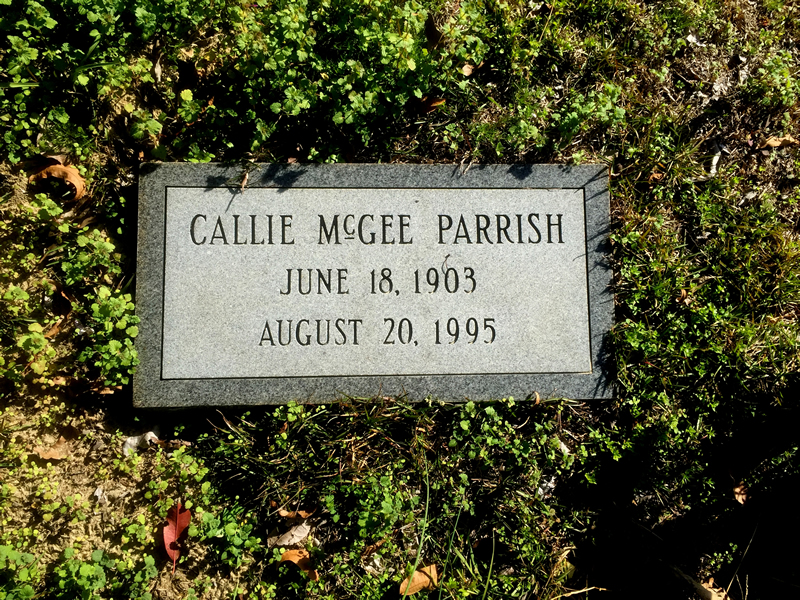 CALLIE McGEE PARRISH
JUNE 18, 1903
AUGUST 20, 1995